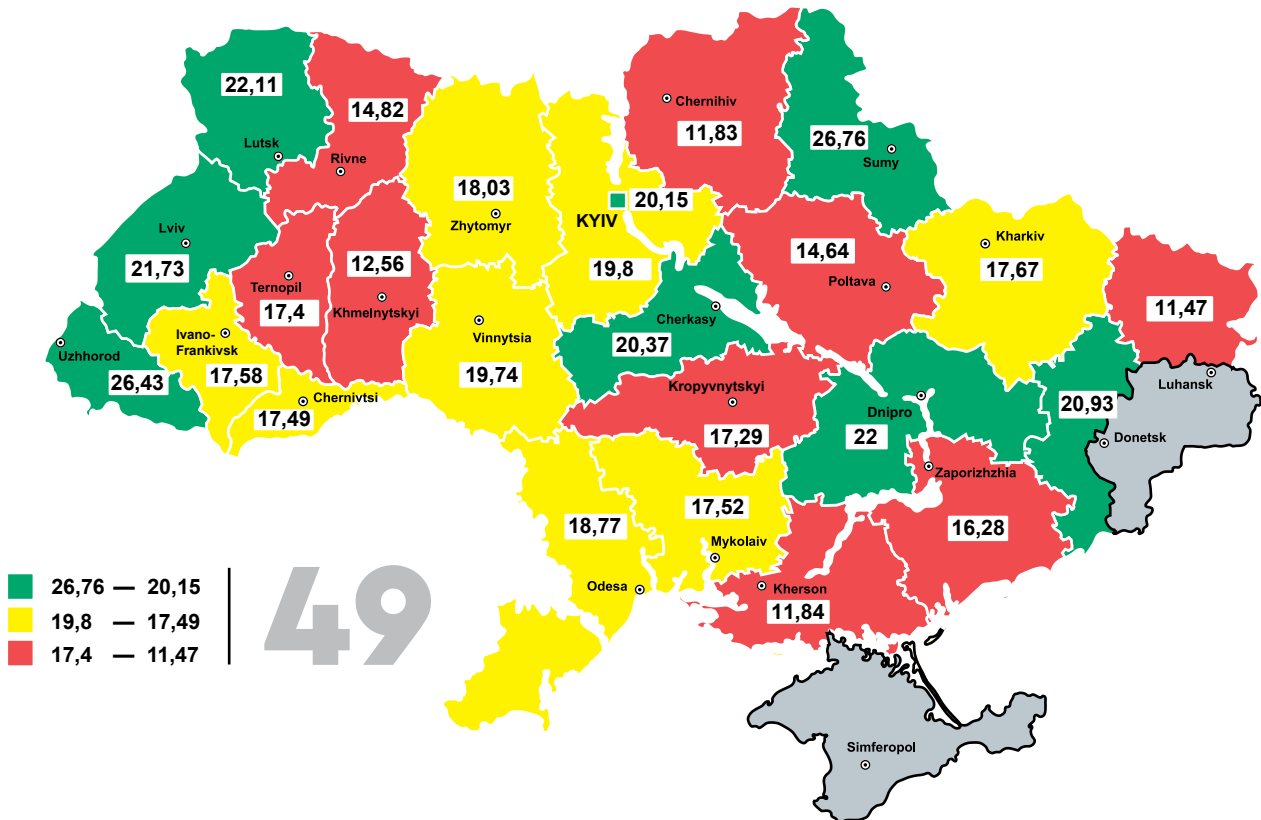 22,11
Lutsk
14,82
Rivne
Lviv
21,73
Ternopil
17,4
12,56
Khmelnytskyi
Uzhhorod
26,43
Ivano-
Frankivsk
17,58
Chernivtsi
17,49
18,03
Zhytomyr
KYIV
20,15
19,8
Vinnytsia
19,74
Chernihiv
11,83
26,76
Sumy
14,64
Poltava
Kharkiv
17,67
11,47
Luhansk
Cherkasy
20,37
Kropyvnytskyi
17,29
Dnipro
22
20,93
Donetsk
Zaporizhzhia
16,28
17,52
Mykolaiv
18,77
Odesa
Kherson
11,84
Simferopol
26,76 — 20,15
19,8 — 17,49
17,4 — 11,47
49